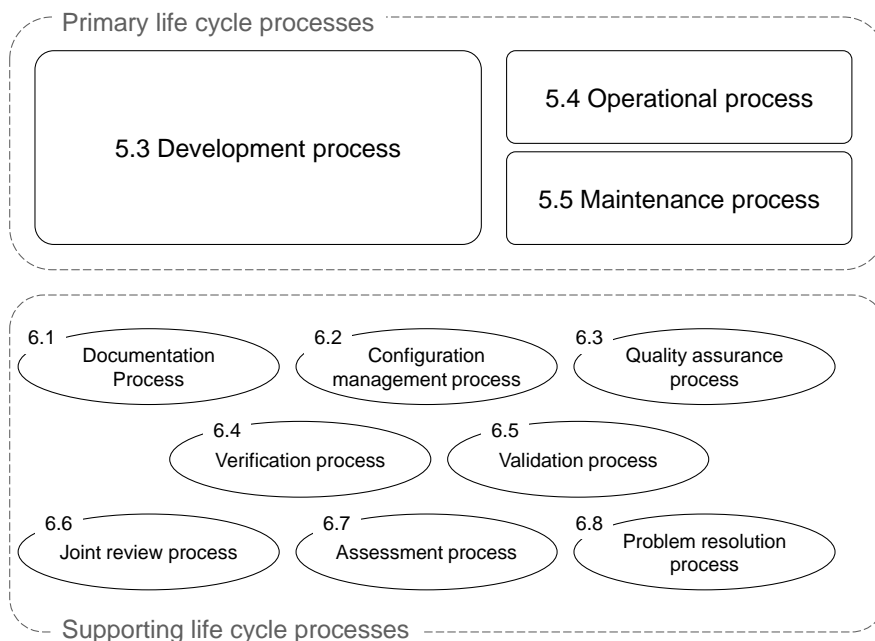 Primary life cycle processes
5.3 Development process
5.4 Operational process
5.5 Maintenance process
6.1
Documentation
Process
6.2
Configuration
management process
6.3
Quality assurance
process
6.4
Verification process
6.5
Validation process
6.6
Joint review process
6.7
Assessment process
6.8
Problem resolution
process
Supporting life cycle processes